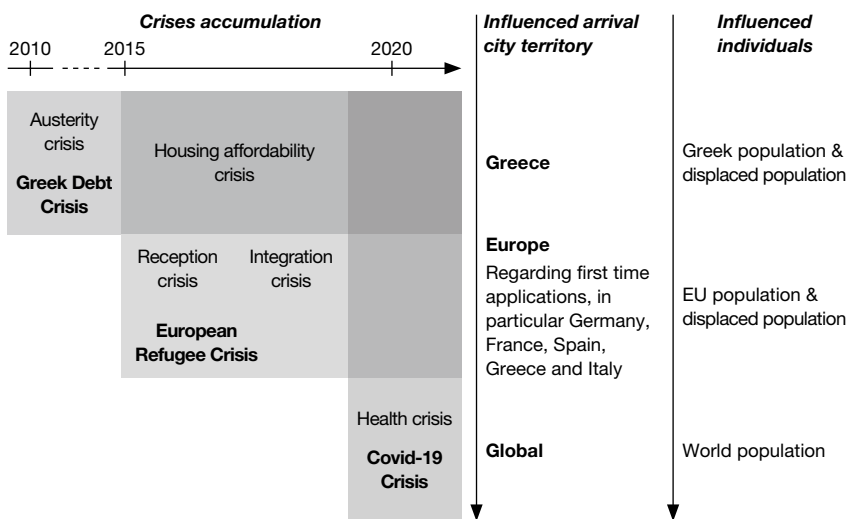 Crises accumulation
2010
2015
2020
Influenced arrival
city territory
Influenced
individuals
Austerity
crisis
Greek Debt
Crisis
Housing affordability
crisis
Greece
Greek population &
displaced population
Reception
crisis
Integration
crisis
European
Refugee Crisis
Europe
Regarding first time
applications, in
particular Germany,
France, Spain,
Greece and Italy
EU population &
displaced population
Health crisis
Covid-19
Crisis
Global
World population